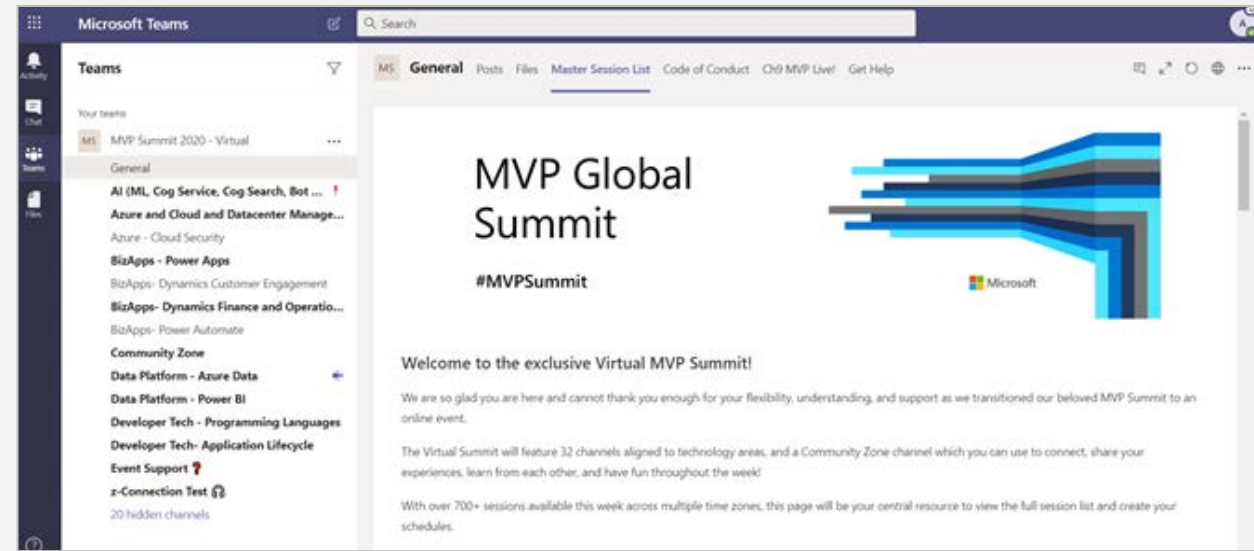 Microsoft Teams
Search
A
Activity
Chat
Teams
Files
Teams
Your teams
MS MVP Summit 2020 - Virtual
General
AI (ML, Cog Service, Cog Search, Bot ...
Azure and Cloud and Datacenter Manage...
Azure - Cloud Security
BizApps - Power Apps
BizApps- Dynamics Customer Engagement
BizApps- Dynamics Finance and Operatio...
BizApps- Power Automate
Community Zone
Data Platform - Azure Data
Data Platform - Power BI
Developer Tech - Programming Languages
Developer Tech- Application Lifecycle
Event Support ❓
z-Connection Test 🎧
20 hidden channels
MS General Posts Files Master Session List Code of Conduct Ch9 MVP Live! Get Help
MVP Global
Summit
#MVPSummit
Microsoft
Welcome to the exclusive Virtual MVP Summit!
We are so glad you are here and cannot thank you enough for your flexibility, understanding, and support as we transitioned our beloved MVP Summit to an
online event.
The Virtual Summit will feature 32 channels aligned to technology areas, and a Community Zone channel which you can use to connect, share your
experiences, learn from each other, and have fun throughout the week!
With over 700+ sessions available this week across multiple time zones, this page will be your central resource to view the full session list and create your
schedules.